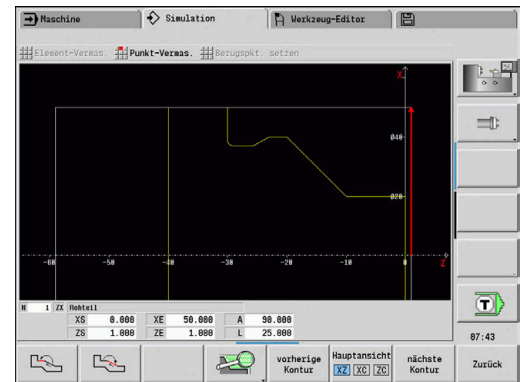 Maschine Simulation Werkzeug-Editor
Element-Vermas. Punkt-Vermas. Bezugspkt. setzen
X
Ø40
Ø20
-60 -50 -40 -30 -20 -10 0 Z
N 1 ZX Rohteil
XS 0.000 XE 50.000 A 90.000
ZS 1.000 ZE 1.000 L 25.000
T
07:43
vorherige Kontur
Hauptansicht
XZ XC ZC
nächste Kontur
Zurück